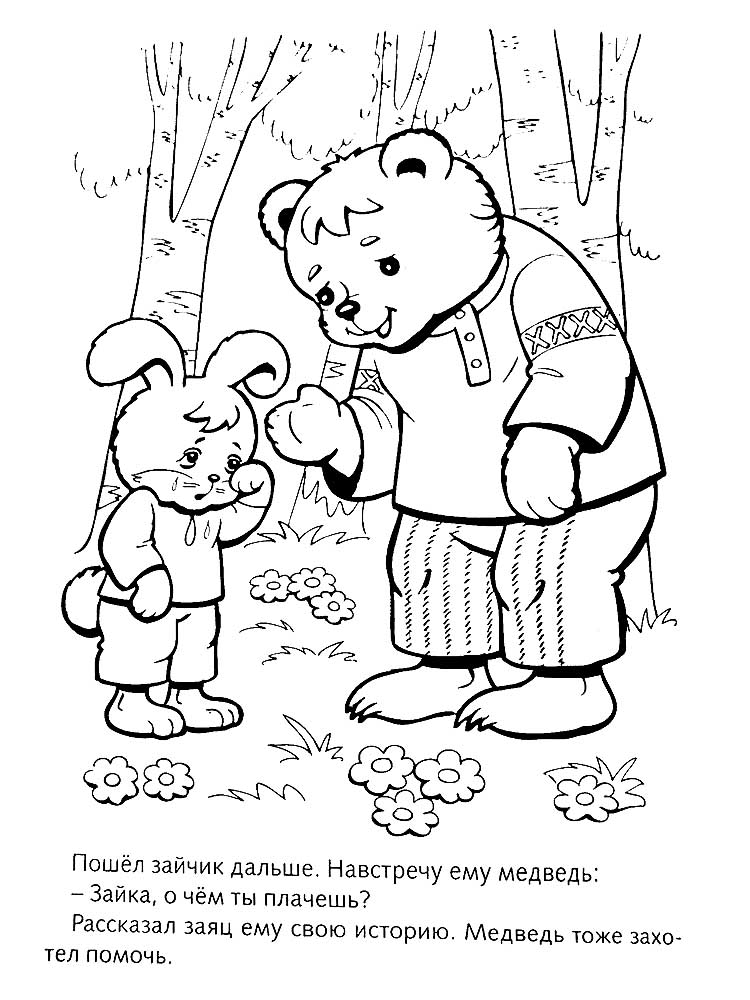 Пошёл зайчик дальше. Навстречу ему медведь:
– Зайка, о чём ты плачешь?
Рассказал заяц ему свою историю. Медведь тоже захо-
тел помочь.